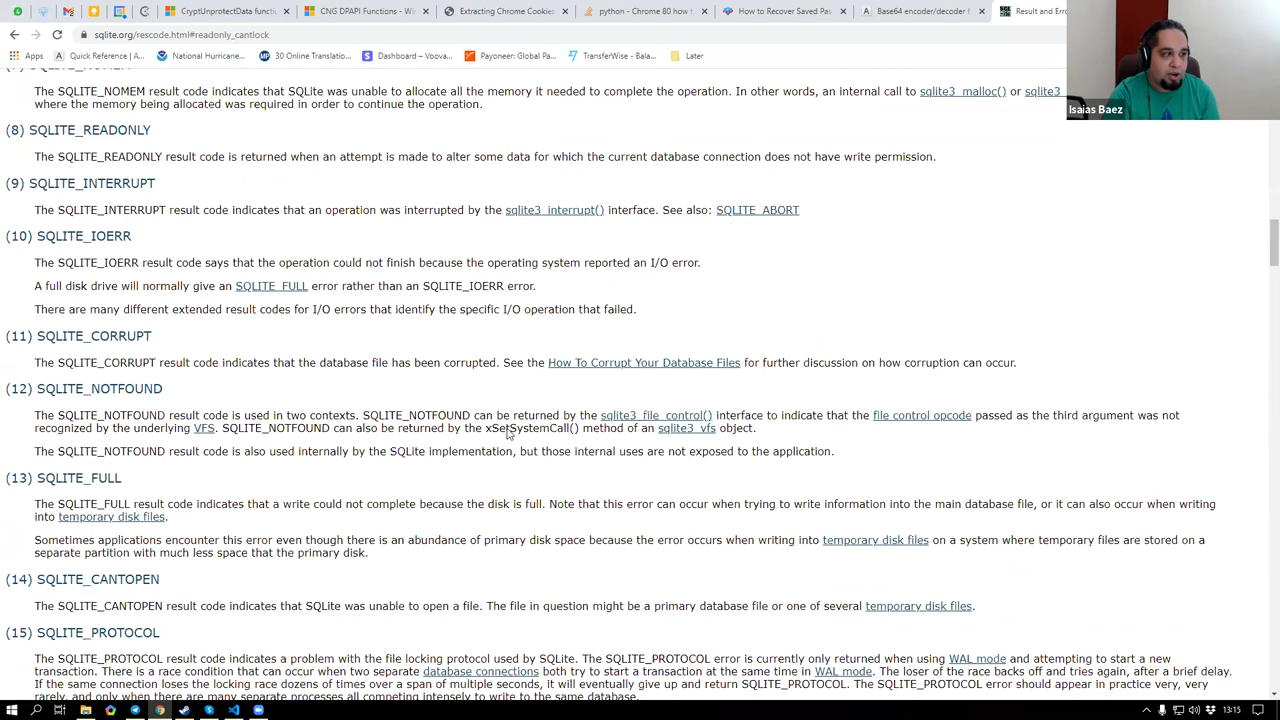 CryptUnprotectData functi
CNG DPAPI Functions - Win
Extracting Chrome Cookies
python - Chrome 80 how t
How to Recover Saved Pas
Base64 encoder/decoder f
Result and Erro
sqlite.org/rescode.html#readonly_cantlock
Apps
Quick Reference | A...
National Hurricane...
30 Online Translatio...
Dashboard – Voova...
Payoneer: Global Pa...
TransferWise - Bala...
Later
Isaias Baez
The SQLITE_NOMEM result code indicates that SQLite was unable to allocate all the memory it needed to complete the operation. In other words, an internal call to sqlite3_malloc() or sqlite3
where the memory being allocated was required in order to continue the operation.
(8) SQLITE_READONLY
The SQLITE_READONLY result code is returned when an attempt is made to alter some data for which the current database connection does not have write permission.
(9) SQLITE_INTERRUPT
The SQLITE_INTERRUPT result code indicates that an operation was interrupted by the sqlite3_interrupt() interface. See also: SQLITE_ABORT
(10) SQLITE_IOERR
The SQLITE_IOERR result code says that the operation could not finish because the operating system reported an I/O error.
A full disk drive will normally give an SQLITE_FULL error rather than an SQLITE_IOERR error.
There are many different extended result codes for I/O errors that identify the specific I/O operation that failed.
(11) SQLITE_CORRUPT
The SQLITE_CORRUPT result code indicates that the database file has been corrupted. See the How To Corrupt Your Database Files for further discussion on how corruption can occur.
(12) SQLITE_NOTFOUND
The SQLITE_NOTFOUND result code is used in two contexts. SQLITE_NOTFOUND can be returned by the sqlite3_file_control() interface to indicate that the file control opcode passed as the third argument was not
recognized by the underlying VFS. SQLITE_NOTFOUND can also be returned by the xSetSystemCall() method of an sqlite3_vfs object.
The SQLITE_NOTFOUND result code is also used internally by the SQLite implementation, but those internal uses are not exposed to the application.
(13) SQLITE_FULL
The SQLITE_FULL result code indicates that a write could not complete because the disk is full. Note that this error can occur when trying to write information into the main database file, or it can also occur when writing
into temporary disk files.
Sometimes applications encounter this error even though there is an abundance of primary disk space because the error occurs when writing into temporary disk files on a system where temporary files are stored on a
separate partition with much less space that the primary disk.
(14) SQLITE_CANTOPEN
The SQLITE_CANTOPEN result code indicates that SQLite was unable to open a file. The file in question might be a primary database file or one of several temporary disk files.
(15) SQLITE_PROTOCOL
The SQLITE_PROTOCOL result code indicates a problem with the file locking protocol used by SQLite. The SQLITE_PROTOCOL error is currently only returned when using WAL mode and attempting to start a new
transaction. There is a race condition that can occur when two separate database connections both try to start a transaction at the same time in WAL mode. The loser of the race backs off and tries again, after a brief delay.
If the same connection loses the locking race dozens of times over a span of multiple seconds, it will eventually give up and return SQLITE_PROTOCOL. The SQLITE_PROTOCOL error should appear in practice very, very
rarely, and only when there are many separate processes all competing intensely to write to the same database.
13:15